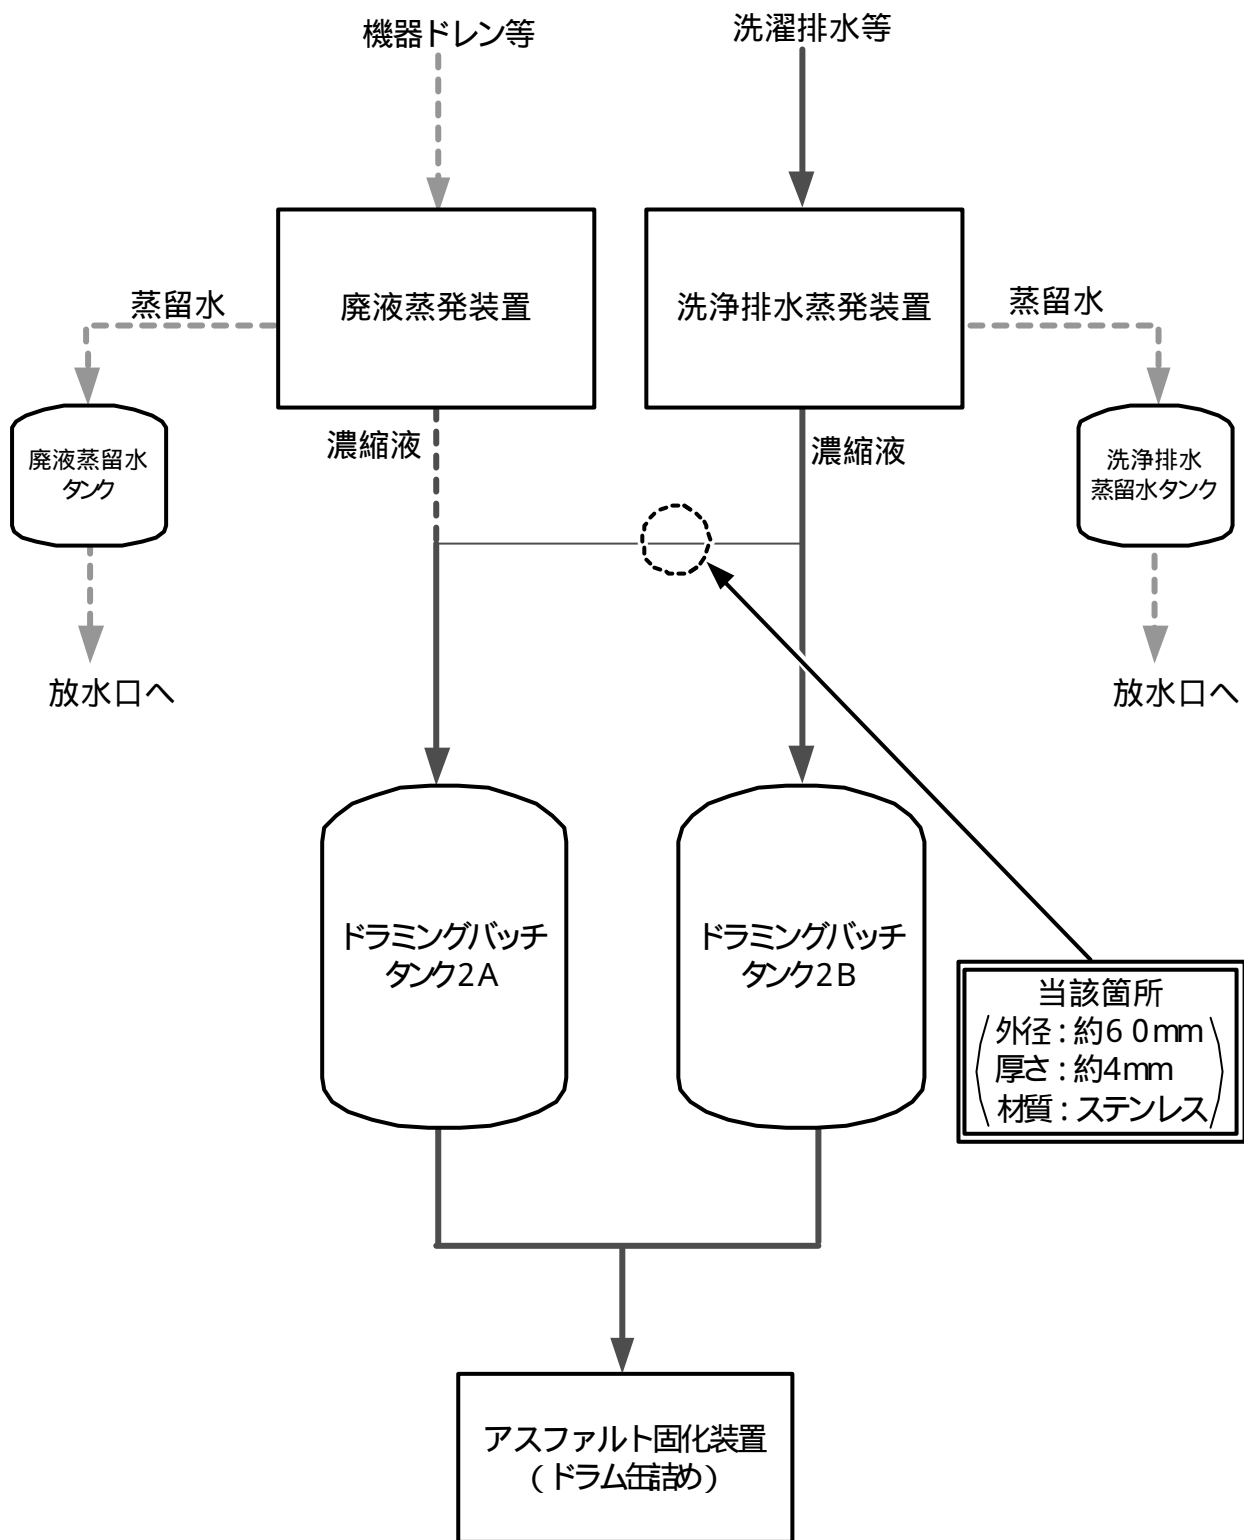 機器ドレン等
洗濯排水等
廃液蒸発装置
洗浄排水蒸発装置
蒸留水
蒸留水
濃縮液
濃縮液
廃液蒸留水
タンク
洗浄排水
蒸留水タンク
放水口へ
放水口へ
ドラミングバッチ
タンク2A
ドラミングバッチ
タンク2B
当該箇所
外径:約60mm
厚さ:約4mm
材質:ステンレス
アスファルト固化装置
(ドラム缶詰め)